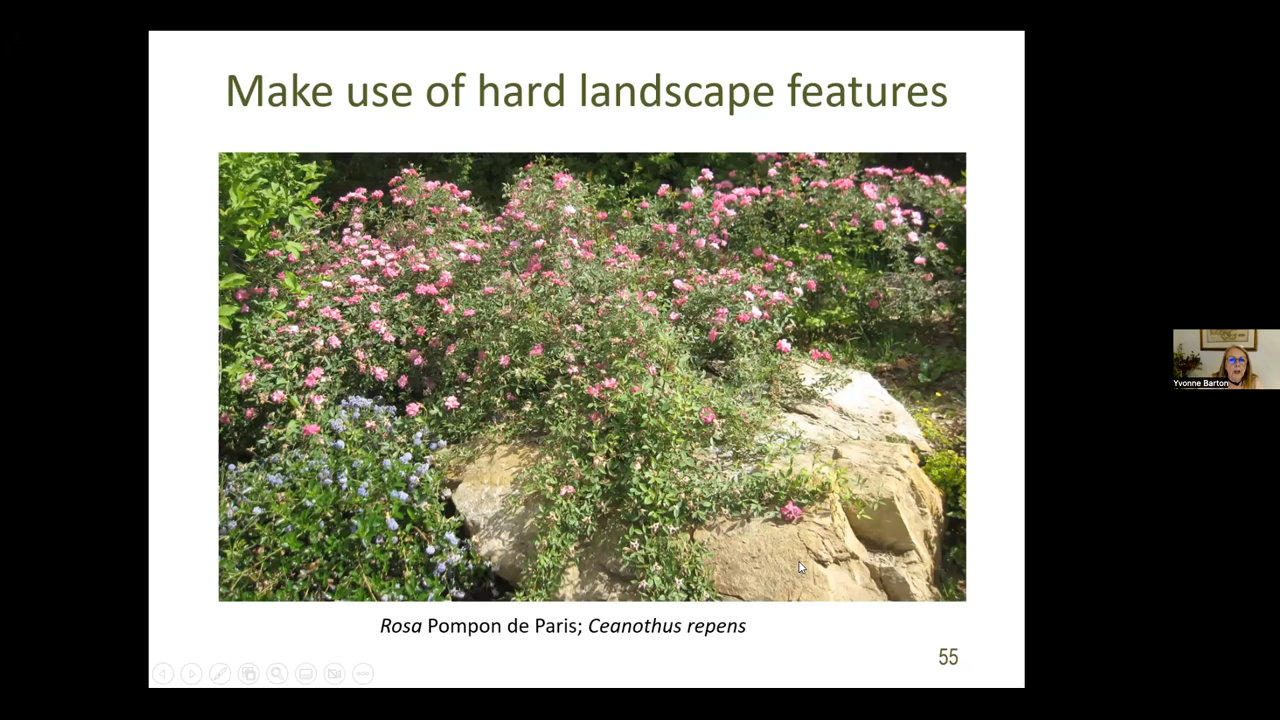 Make use of hard landscape features
Rosa Pompon de Paris; Ceanothus repens
55
Yvonne Barton